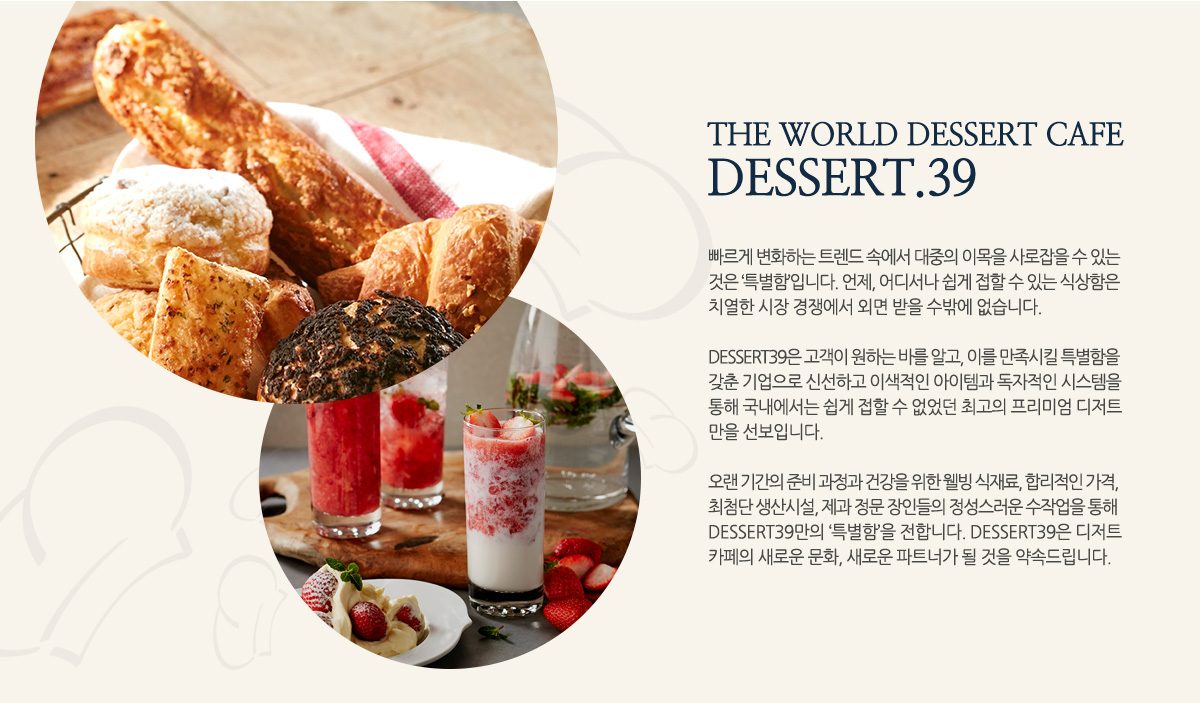 THE WORLD DESSERT CAFE
DESSERT.39
빠르게 변화하는 트렌드 속에서 대중의 이목을 사로잡을 수 있는
것은 ‘특별함’입니다. 언제, 어디서나 쉽게 접할 수 있는 식상함은
치열한 시장 경쟁에서 외면 받을 수밖에 없습니다.
DESSERT39은 고객이 원하는 바를 알고, 이를 만족시킬 특별함을
갖춘 기업으로 신선하고 이색적인 아이템과 독자적인 시스템을
통해 국내에서는 쉽게 접할 수 없었던 최고의 프리미엄 디저트
만을 선보입니다.
오랜 기간의 준비 과정과 건강을 위한 웰빙 식재료, 합리적인 가격,
최첨단 생산시설, 제과 정문 장인들의 정성스러운 수작업을 통해
DESSERT39만의 ‘특별함’을 전합니다. DESSERT39은 디저트
카페의 새로운 문화, 새로운 파트너가 될 것을 약속드립니다.